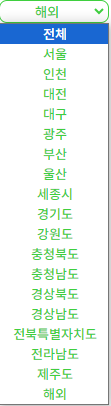 해외
전체
서울
인천
대전
대구
광주
부산
울산
세종시
경기도
강원도
충청북도
충청남도
경상북도
경상남도
전북특별자치도
전라남도
제주도
해외